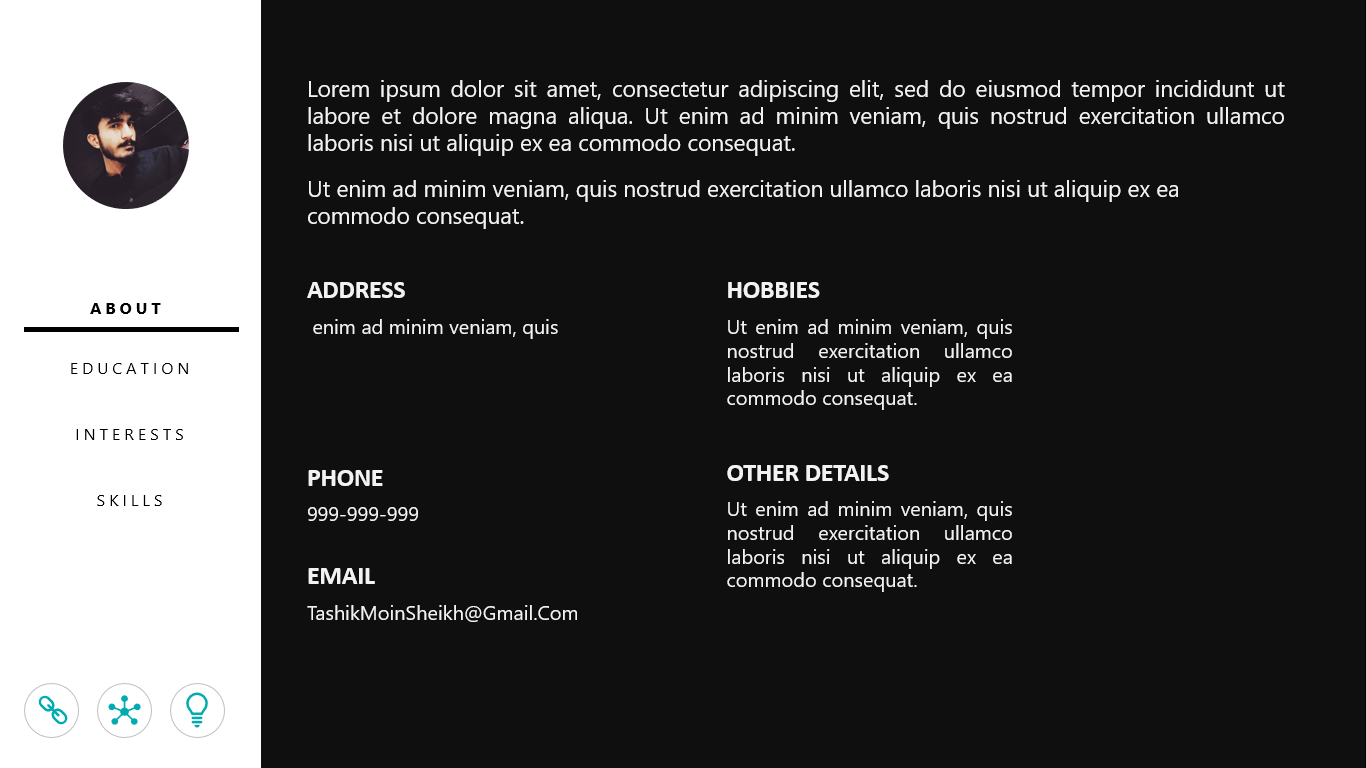 ABOUT
EDUCATION
INTERESTS
SKILLS
Lorem ipsum dolor sit amet, consectetur adipiscing elit, sed do eiusmod tempor incididunt ut
labore et dolore magna aliqua. Ut enim ad minim veniam, quis nostrud exercitation ullamco
laboris nisi ut aliquip ex ea commodo consequat.
Ut enim ad minim veniam, quis nostrud exercitation ullamco laboris nisi ut aliquip ex ea
commodo consequat.
ADDRESS
enim ad minim veniam, quis
PHONE
999-999-999
EMAIL
TashikMoinSheikh@Gmail.Com
HOBBIES
Ut enim ad minim veniam, quis
nostrud exercitation ullamco
laboris nisi ut aliquip ex ea
commodo consequat.
OTHER DETAILS
Ut enim ad minim veniam, quis
nostrud exercitation ullamco
laboris nisi ut aliquip ex ea
commodo consequat.